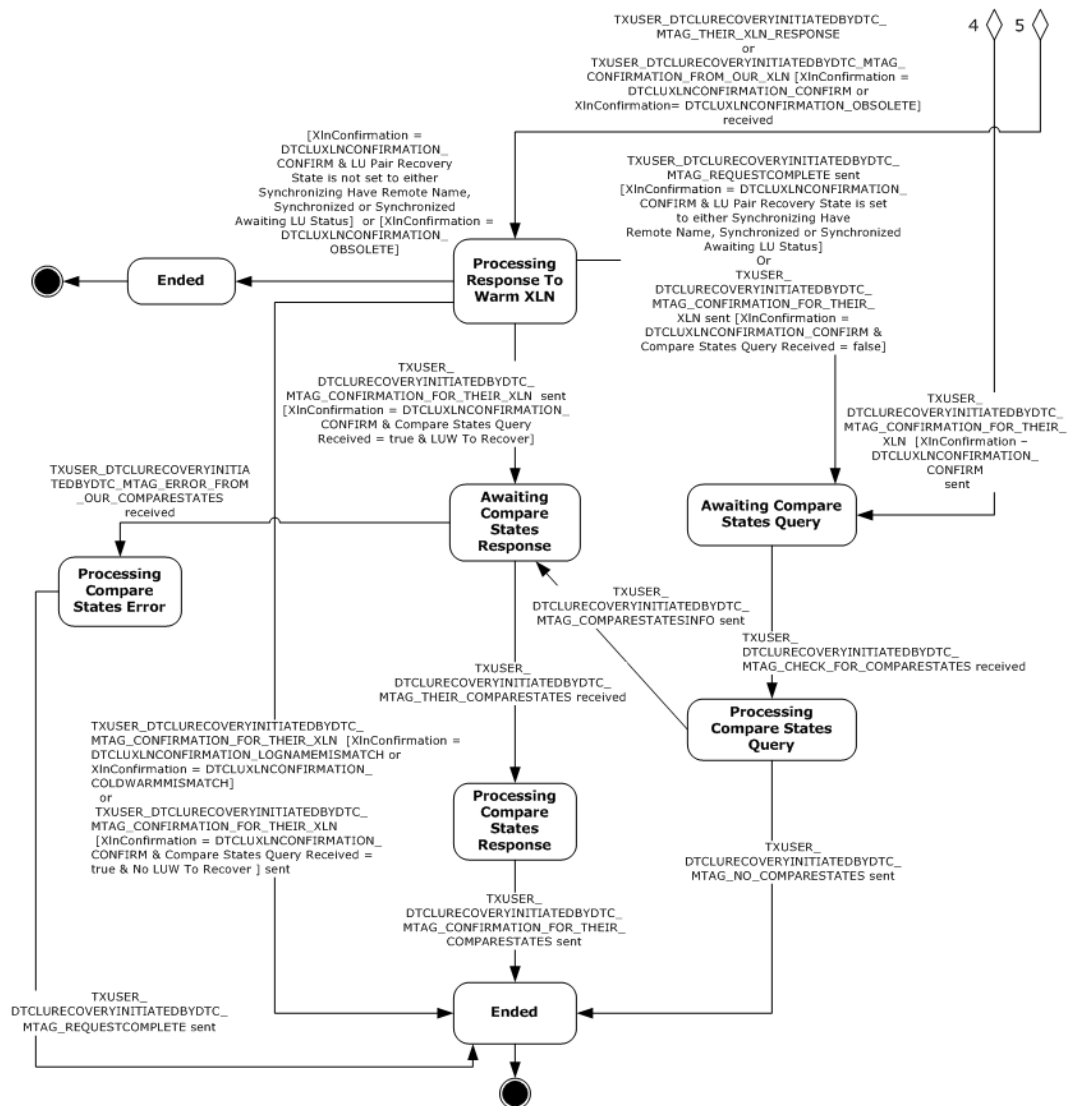 TXUSER_DTCLURECOVERYINITIATEDBYDTC_
MTAG_THEIR_XLN_RESPONSE
or
TXUSER_DTCLURECOVERYINITIATEDBYDTC_MTAG_
CONFIRMATION_FROM_OUR_XLN [XlnConfirmation =
DTCLUXLNCONFIRMATION_CONFIRM or
XlnConfirmation= DTCLUXLNCONFIRMATION_OBSOLETE]
received
4
5
[XlnConfirmation =
DTCLUXLNCONFIRMATION_
CONFIRM & LU Pair Recovery
State is not set to either
Synchronizing Have Remote Name,
Synchronized or Synchronized
Awaiting LU Status] or [XlnConfirmation =
DTCLUXLNCONFIRMATION_
OBSOLETE]
TXUSER_DTCLURECOVERYINITIATEDBYDTC_
MTAG_REQUESTCOMPLETE sent
[XlnConfirmation = DTCLUXLNCONFIRMATION_
CONFIRM & LU Pair Recovery State is set
to either Synchronizing Have
Remote Name, Synchronized or Synchronized
Awaiting LU Status]
Or
TXUSER_
DTCLURECOVERYINITIATEDBYDTC_
MTAG_CONFIRMATION_FOR_THEIR_
XLN sent [XlnConfirmation =
DTCLUXLNCONFIRMATION_CONFIRM &
Compare States Query Received = false]
Ended
Processing
Response To
Warm XLN
TXUSER_
DTCLURECOVERYINITIATEDBYDTC_
MTAG_CONFIRMATION_FOR_THEIR_XLN sent
[XlnConfirmation = DTCLUXLNCONFIRMATION_
CONFIRM & Compare States Query
Received = true & LUW To Recover]
TXUSER_
DTCLURECOVERYINITIATEDBYDTC_
MTAG_CONFIRMATION_FOR_THEIR_
XLN [XlnConfirmation –
DTCLUXLNCONFIRMATION_
CONFIRM
sent
TXUSER_DTCLURECOVERYINITIA
TEDBYDTC_MTAG_ERROR_FROM
_OUR_COMPARESTATES
received
Awaiting
Compare
States
Response
Awaiting Compare
States Query
Processing
Compare
States Error
TXUSER_
DTCLURECOVERYINITIATEDBYDTC_
MTAG_COMPARESTATESINFO sent
TXUSER_
DTCLURECOVERYINITIATEDBYDTC_
MTAG_CHECK_FOR_COMPARESTATES received
TXUSER_
DTCLURECOVERYINITIATEDBYDTC_
MTAG_THEIR_COMPARESTATES received
Processing
Compare States
Query
TXUSER_DTCLURECOVERYINITIATEDBYDTC_
MTAG_CONFIRMATION_FOR_THEIR_XLN [XlnConfirmation =
DTCLUXLNCONFIRMATION_LOGNAMEMISMATCH or
XlnConfirmation = DTCLUXLNCONFIRMATION_
COLDWARMMISMATCH]
or
TXUSER_DTCLURECOVERYINITIATEDBYDTC_
MTAG_CONFIRMATION_FOR_THEIR_XLN
[XlnConfirmation = DTCLUXLNCONFIRMATION_
CONFIRM & Compare States Query Received =
true & No LUW To Recover ] sent
Processing
Compare
States
Response
TXUSER_
DTCLURECOVERYINITIATEDBYDTC_
MTAG_NO_COMPARESTATES sent
TXUSER_
DTCLURECOVERYINITIATEDBYDTC_
MTAG_CONFIRMATION_FOR_THEIR_
COMPARESTATES sent
TXUSER_
DTCLURECOVERYINITIATEDBYDTC_
MTAG_REQUESTCOMPLETE sent
Ended